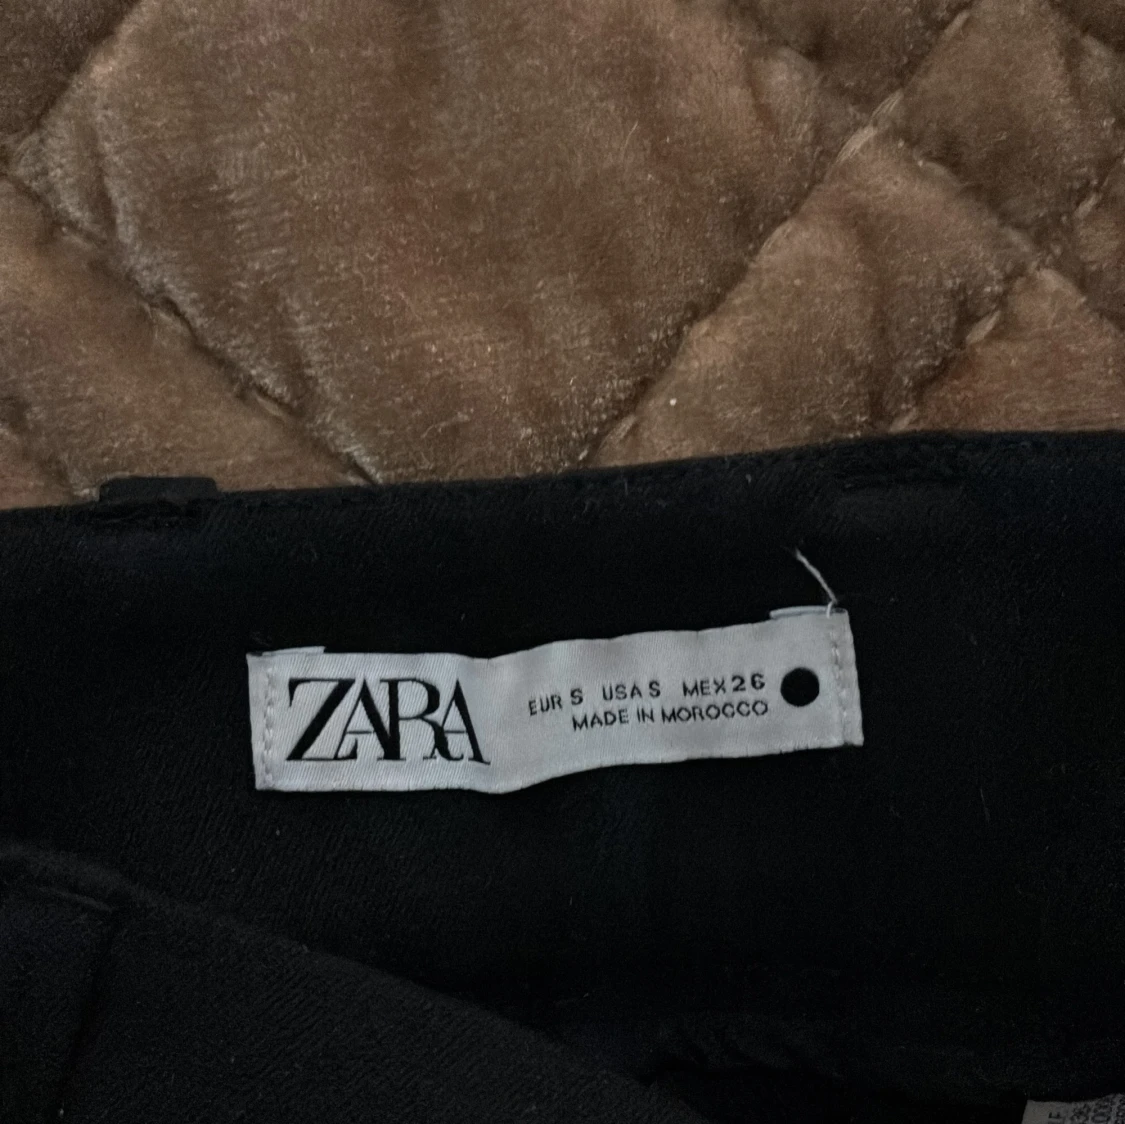 ZARA
EUR S USA S MEX 26
MADE IN MOROCCO